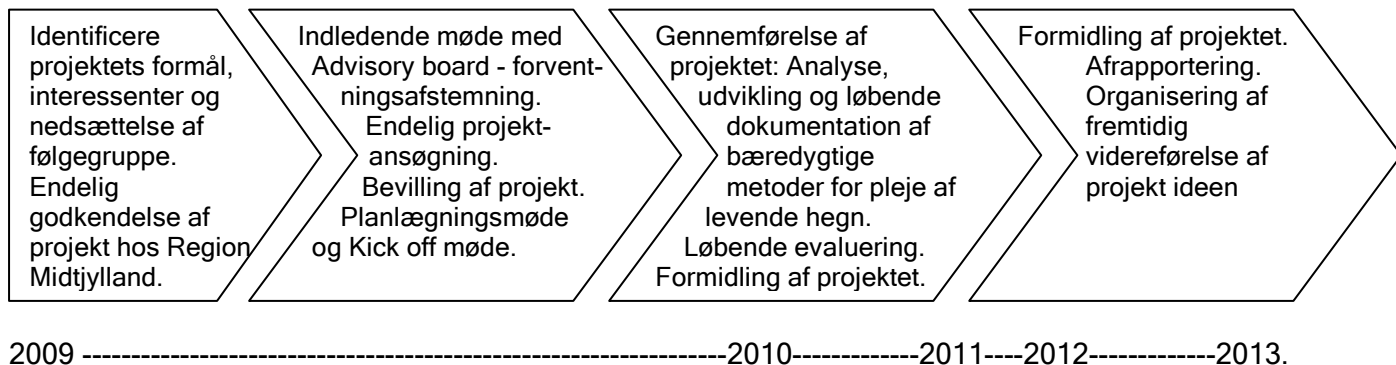 Identificere
projektets formål,
interessenter og
nedsættelse af
følgegruppe.
Endelig
godkendelse af
projekt hos Region
Midtjylland.
Indledende møde med
Advisory board - forvent-
ningsafstemning.
Endelig projekt-
ansøgning.
Bevilling af projekt.
Planlægningsmøde
og Kick off møde.
Gennemførelse af
projektet: Analyse,
udvikling og løbende
dokumentation af
bæredygtige
metoder for pleje af
levende hegn.
Løbende evaluering.
Formidling af projektet.
Formidling af projektet.
Afrapportering.
Organisering af
fremtidig
videreførelse af
projekt ideen
2009 ------------------------------------------------------------------2010-------------2011----2012-------------2013.